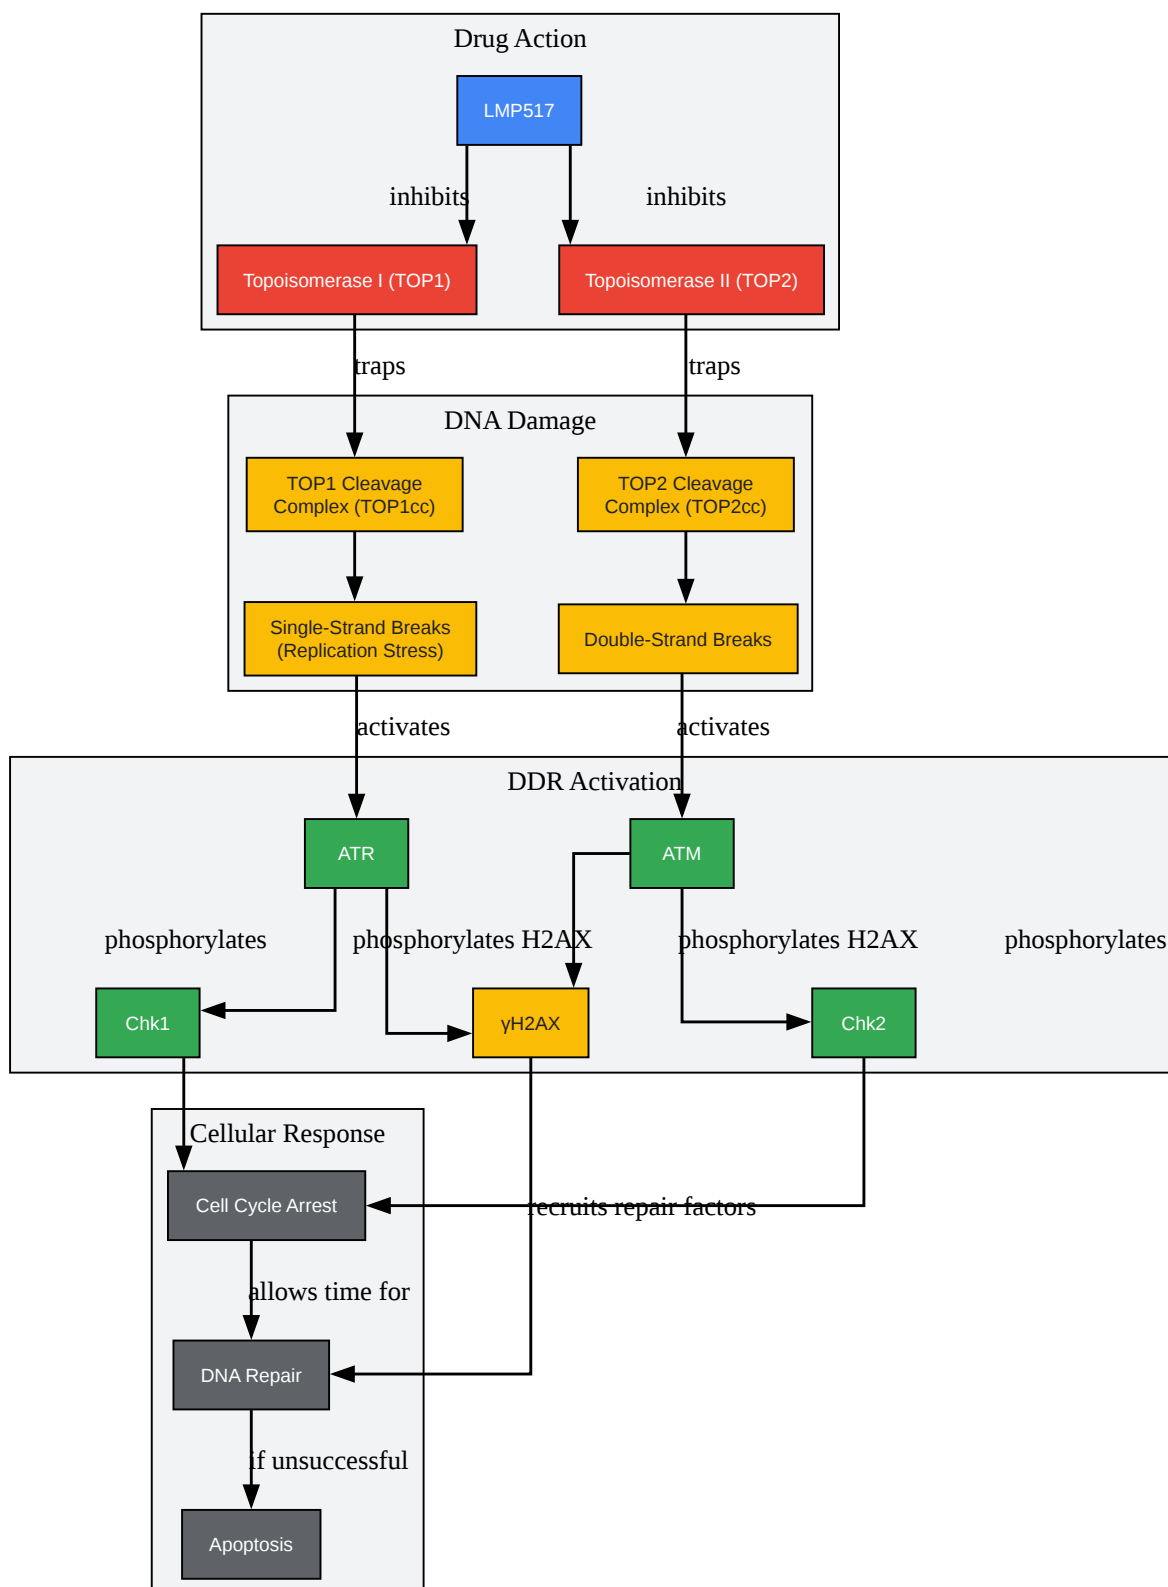 Drug Action
LMP517
inhibits
inhibits
Topoisomerase I (TOP1)
Topoisomerase II (TOP2)
traps
traps
DNA Damage
TOP1 Cleavage
Complex (TOP1cc)
TOP2 Cleavage
Complex (TOP2cc)
Single-Strand Breaks
(Replication Stress)
Double-Strand Breaks
activates
activates
DDR Activation
ATR
ATM
phosphorylates
phosphorylates H2AX
phosphorylates H2AX
phosphorylates
Chk1
γH2AX
Chk2
Cellular Response
Cell Cycle Arrest
recruits repair factors
allows time for
DNA Repair
if unsuccessful
Apoptosis